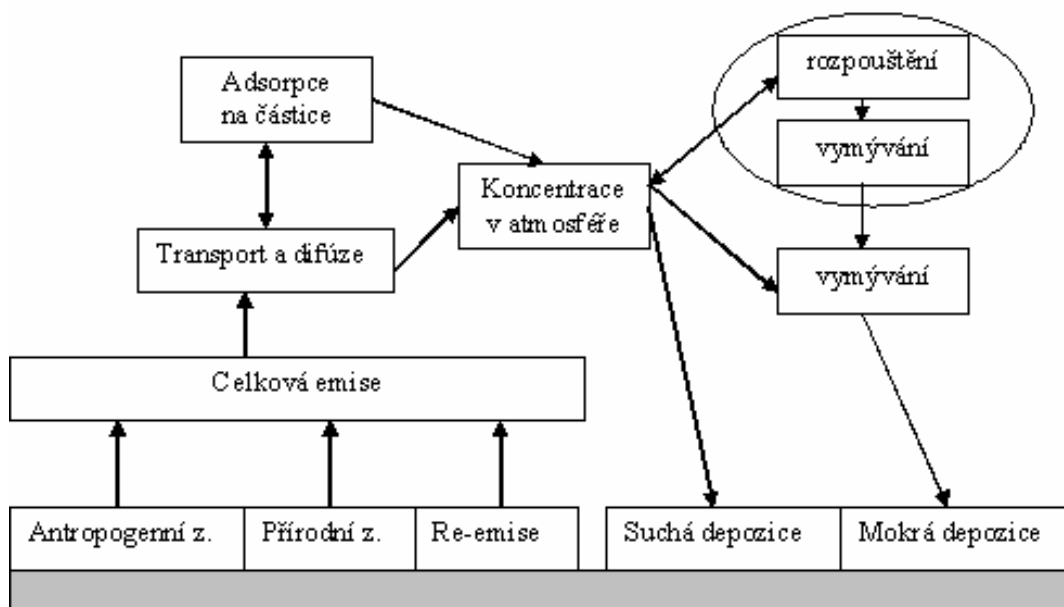 Adsorpce
na částice
rozpouštění
vymývání
Koncentrace
v atmosféře
Transport a difúze
vymývání
Celková emise
Antropogenní z.
Přírodní z.
Re-emise
Suchá depozice
Mokrá depozice